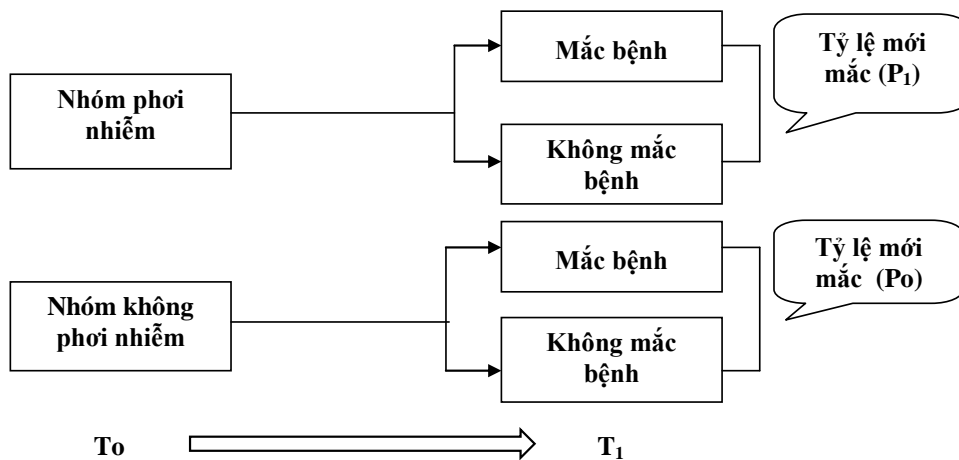 Nhóm phơi
nhiễm
Mắc bệnh
Không mắc
bệnh
Tỷ lệ mới
mắc (P₁)
Nhóm không
phơi nhiễm
Mắc bệnh
Không mắc
bệnh
Tỷ lệ mới
mắc (Po)
To
T₁